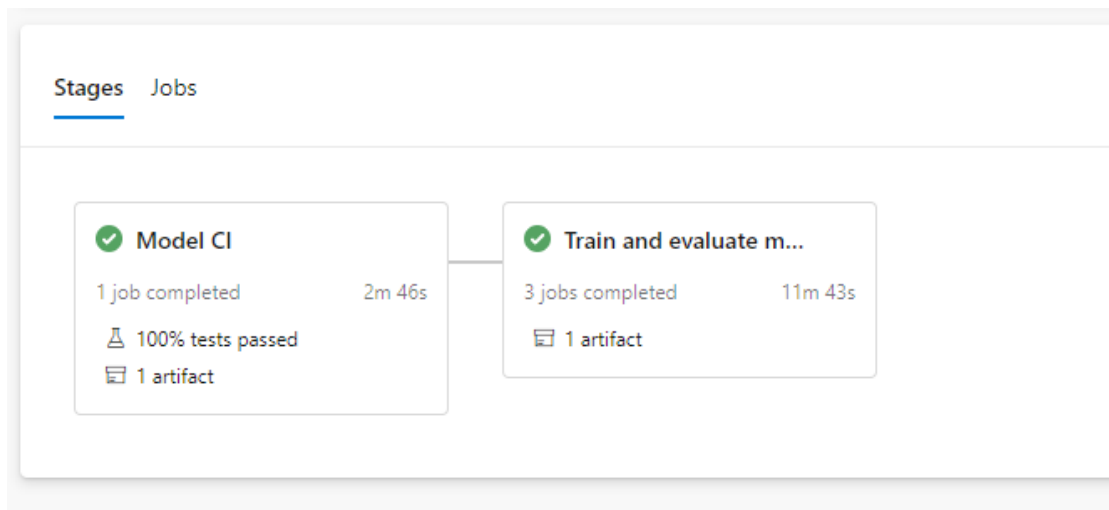 Stages Jobs
Model CI
1 job completed 2m 46s
100% tests passed
1 artifact
Train and evaluate m...
3 jobs completed 11m 43s
1 artifact